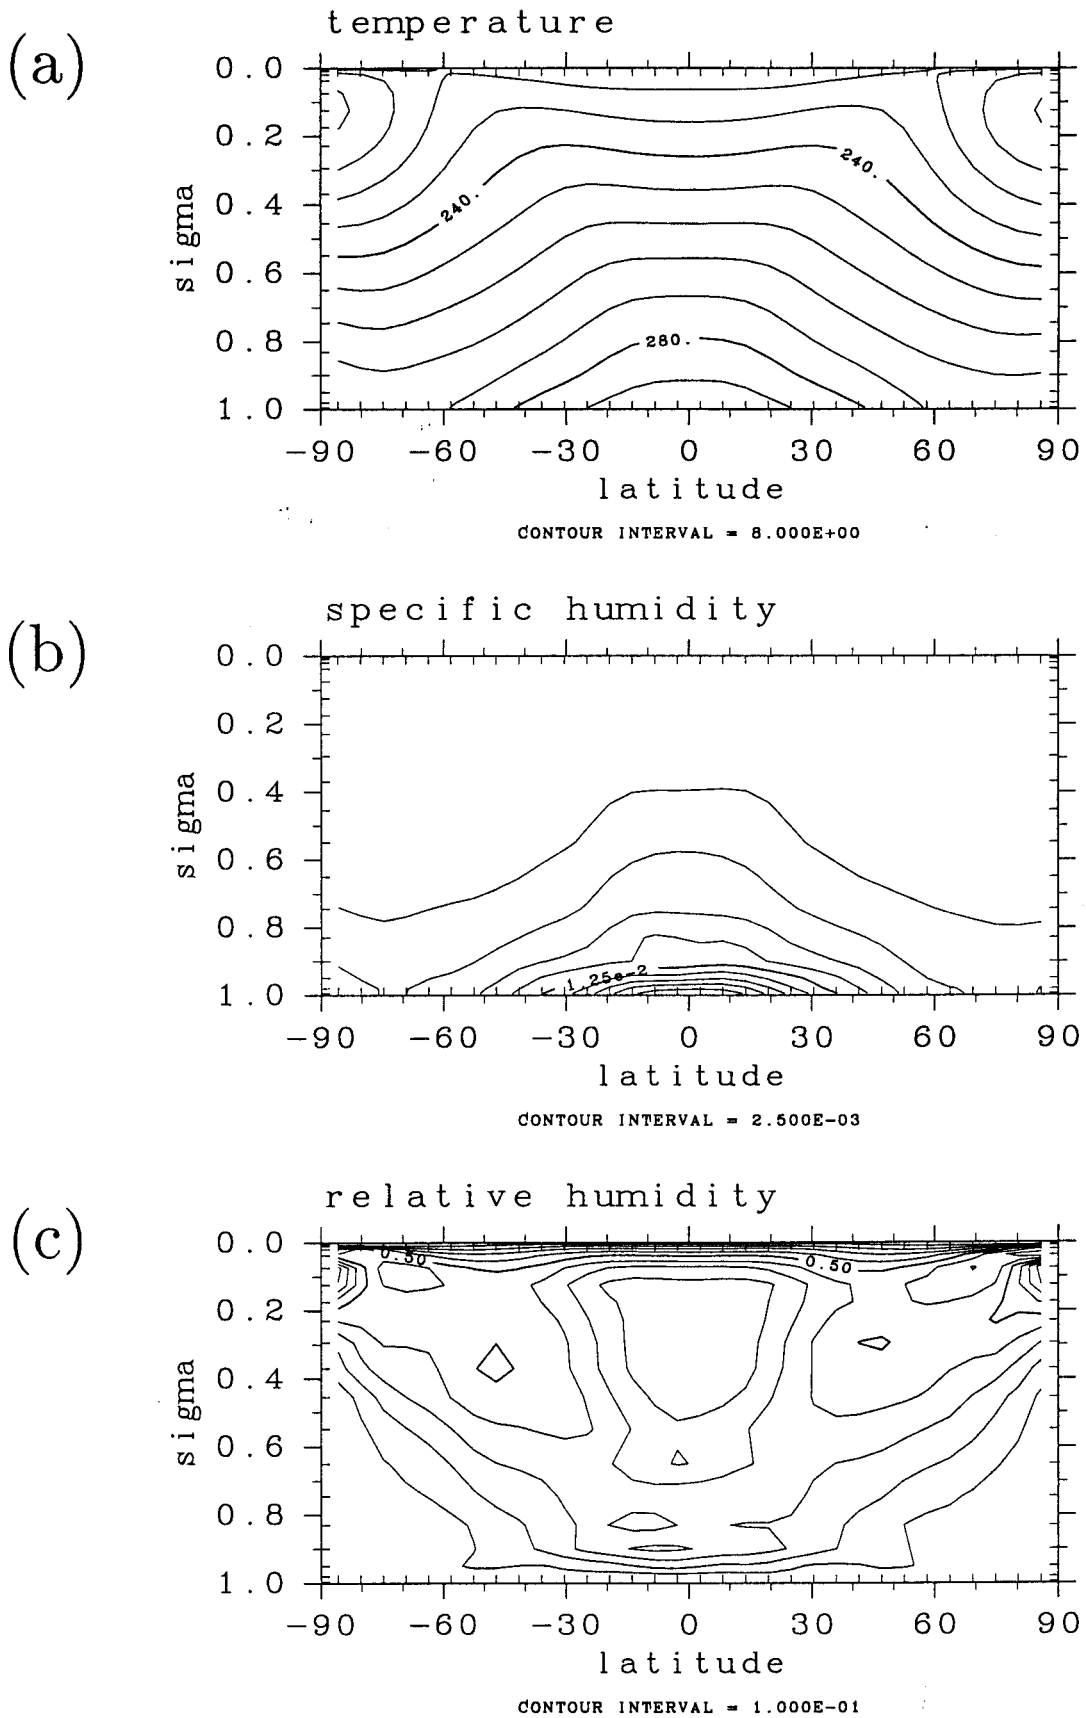 (a)
temperature
0.0
0.2
0.4
0.6
0.8
1.0
sigma
240.
240.
280.
-90 -60 -30 0 30 60 90
latitude
CONTOUR INTERVAL = 8.000E+00
(b)
specific humidity
0.0
0.2
0.4
0.6
0.8
1.0
sigma
1.25e-2
-90 -60 -30 0 30 60 90
latitude
CONTOUR INTERVAL = 2.500E-03
(c)
relative humidity
0.0
0.2
0.4
0.6
0.8
1.0
sigma
0.50
0.50
-90 -60 -30 0 30 60 90
latitude
CONTOUR INTERVAL = 1.000E-01